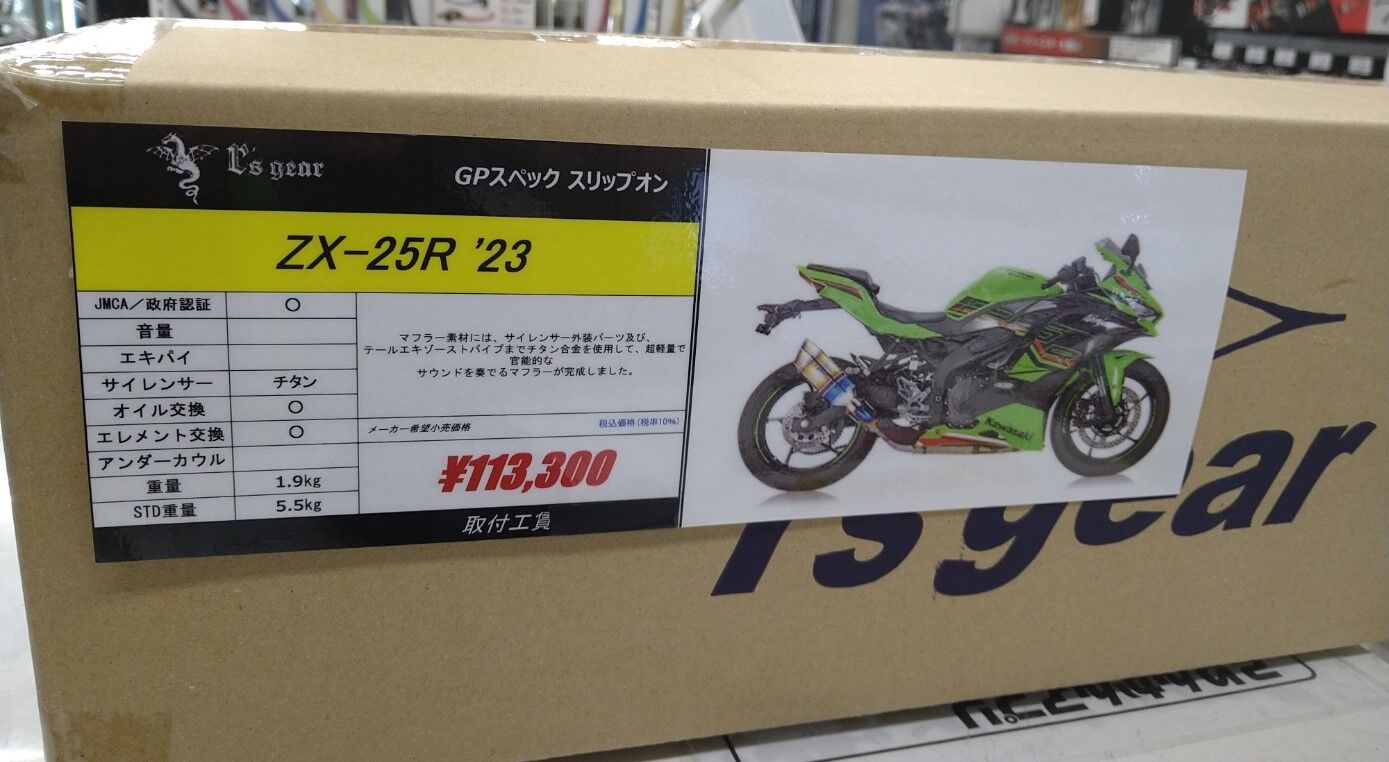 r's gear
GPスペック スリップオン
ZX-25R '23
JMCA／政府認証 ○
音量
エキパイ
サイレンサー チタン
オイル交換 ○
エレメント交換 ○
アンダーカウル
重量 1.9kg
STD重量 5.5kg
マフラー素材には、サイレンサー外装パーツ及び、
テールエキゾーストパイプまでチタン合金を使用して、超軽量で
官能的な
サウンドを奏でるマフラーが完成しました。
メーカー希望小売価格 税込価格(税率10%)
¥113,300
取付工賃
Kawasaki
r's gear